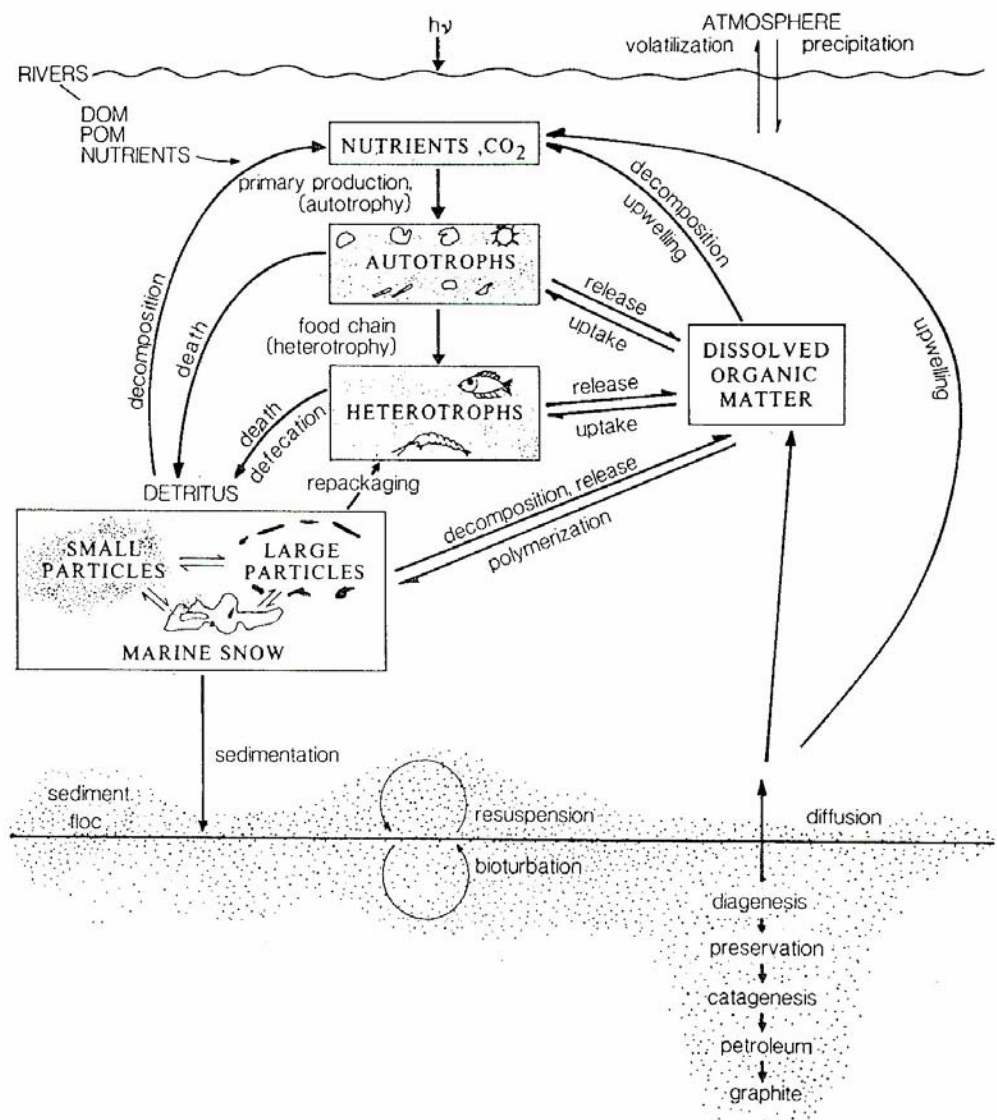 hν
ATMOSPHERE
volatilization
precipitation
RIVERS
DOM
POM
NUTRIENTS
NUTRIENTS ,CO₂
primary production,
(autotrophy)
decomposition
upwelling
AUTOTROPHS
decomposition
death
release
uptake
upwelling
food chain
(heterotrophy)
DISSOLVED
ORGANIC
MATTER
HETEROTROPHS
release
uptake
death
defecation
repackaging
DETRITUS
decomposition, release
polymerization
SMALL
PARTICLES
LARGE
PARTICLES
MARINE SNOW
sedimentation
sediment
floc
resuspension
diffusion
bioturbation
diagenesis
preservation
catagenesis
petroleum
graphite